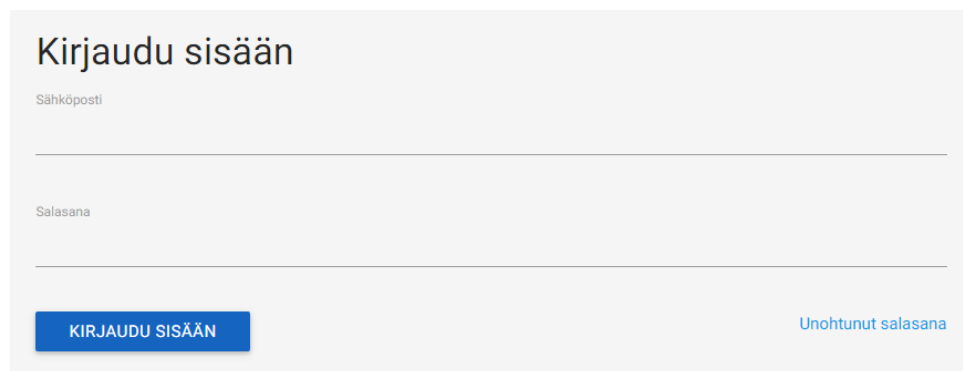 Kirjaudu sisään
Sähköposti
Salasana
KIRJAUDU SISÄÄN
Unohtunut salasana